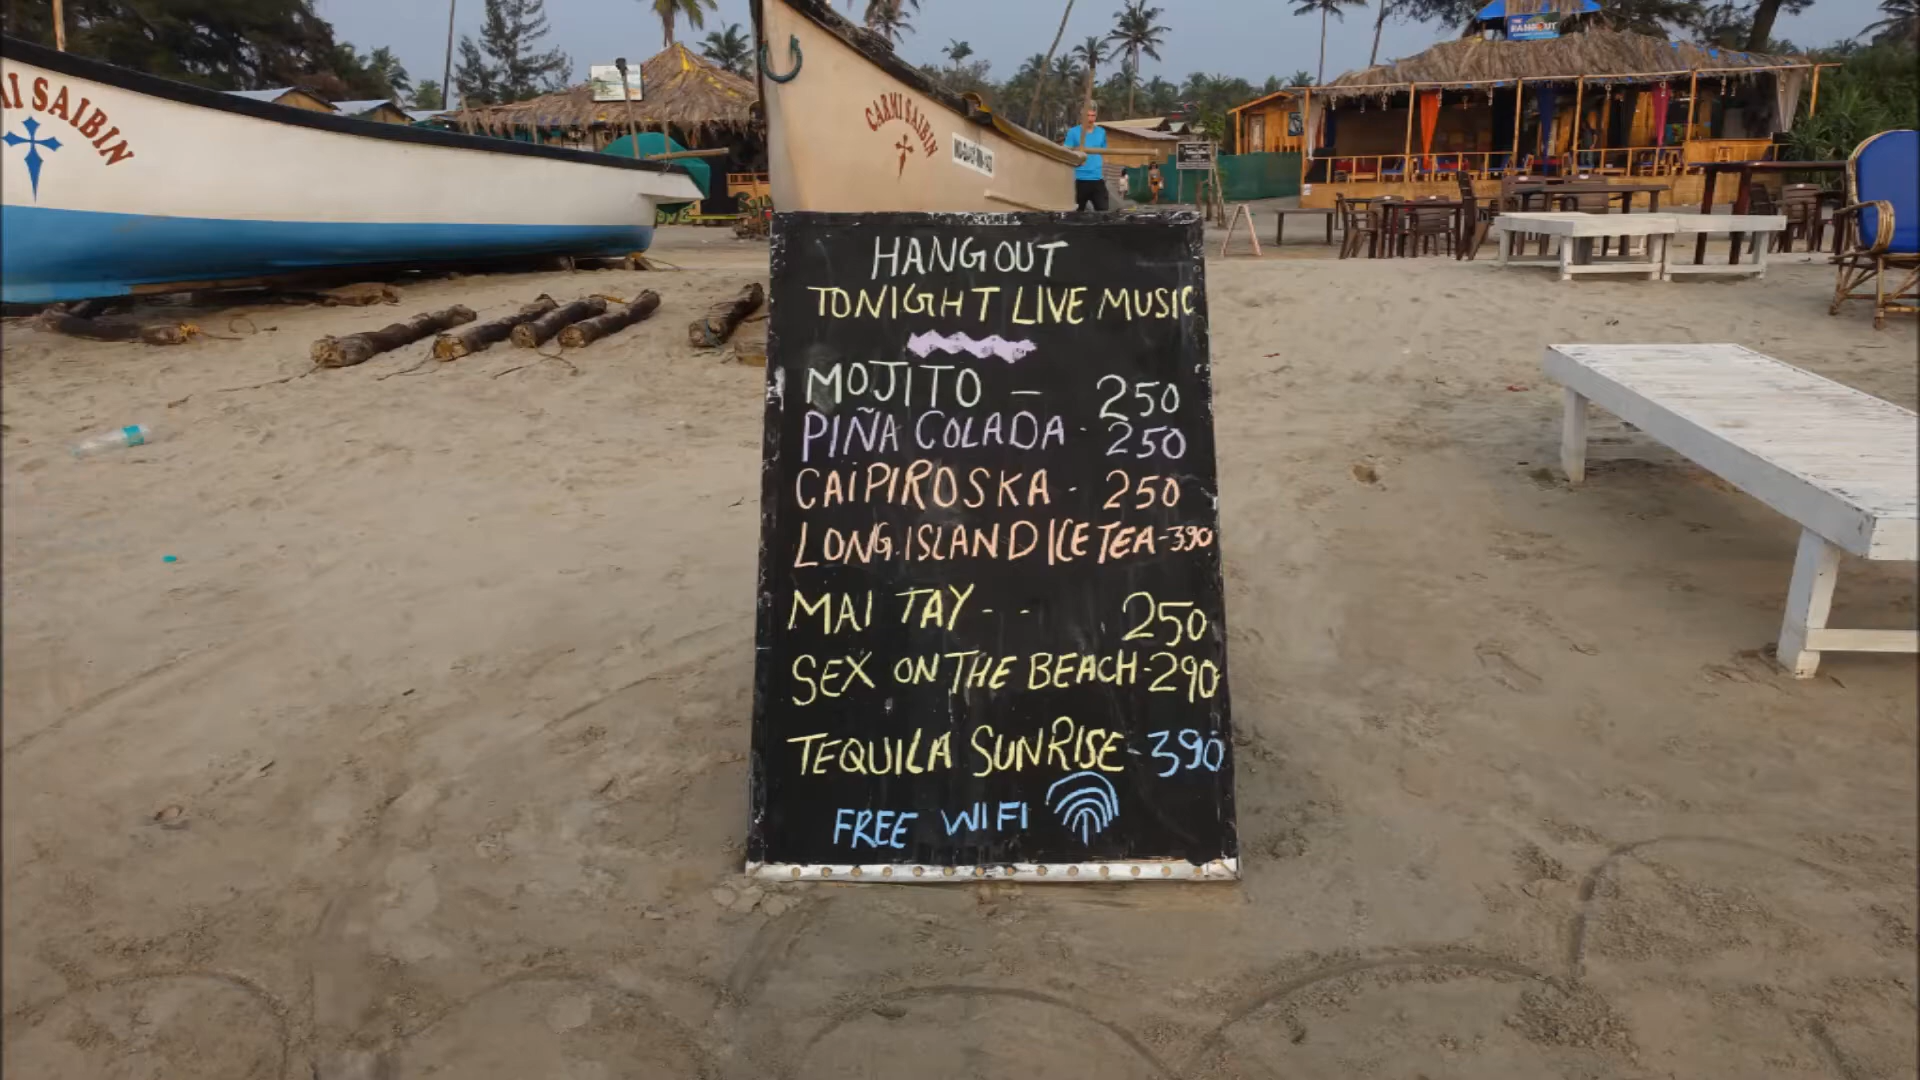 HANGOUT
TONIGHT LIVE MUSIC
MOJITO - 250
PIÑA COLADA - 250
CAIPIROSKA - 250
LONG ISLAND ICE TEA-390
MAI TAY - - 250
SEX ON THE BEACH-290
TEQUILA SUNRISE-390
FREE WIFI
SAIBIN
CARMI SAIBIN
HANGOUT